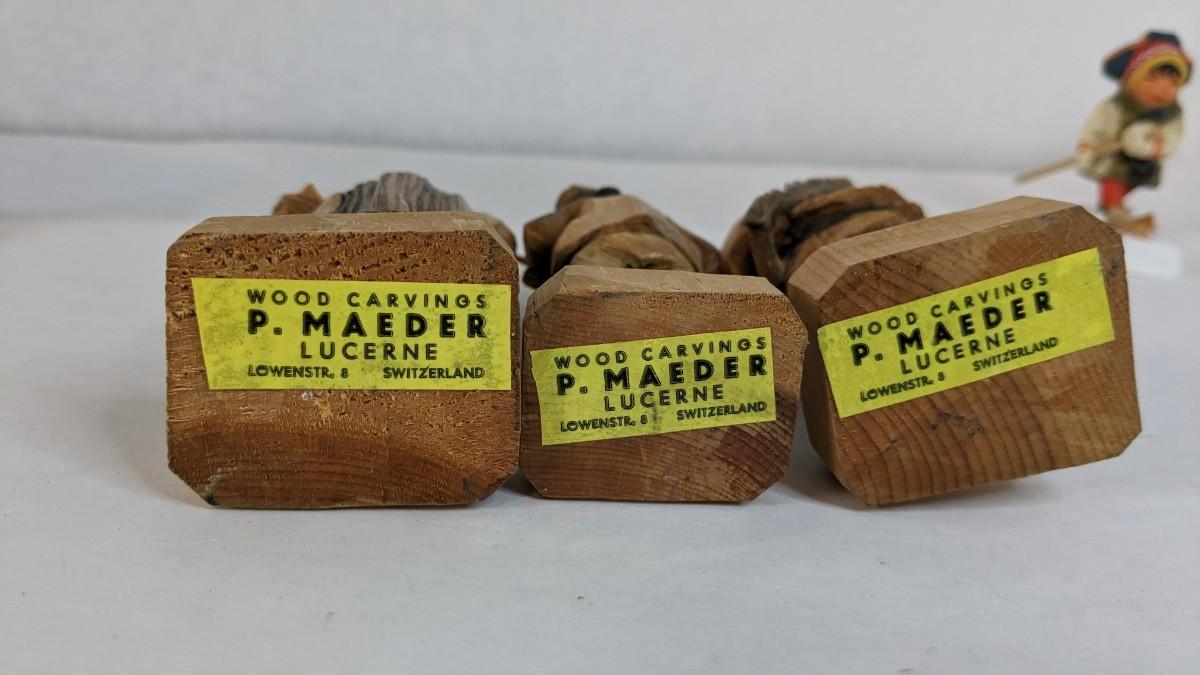 WOOD CARVINGS
P. MAEDER
LUCERNE
LOWENSTR. 8 SWITZERLAND
WOOD CARVINGS
P. MAEDER
LUCERNE
LOWENSTR. 8 SWITZERLAND
WOOD CARVINGS
P. MAEDER
LUCERNE
LOWENSTR. 8 SWITZERLAND